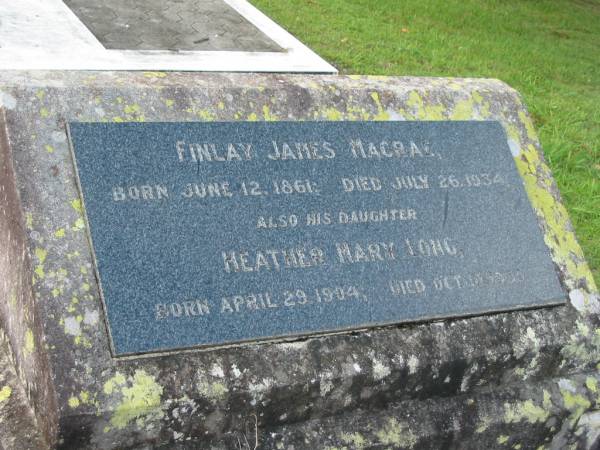 FINLAY JAMES MACRAE,
BORN JUNE 12, 1861: DIED JULY 26, 1934,
ALSO HIS DAUGHTER
HEATHER MARY LONG,
BORN APRIL 29, 1904, DIED OCT.